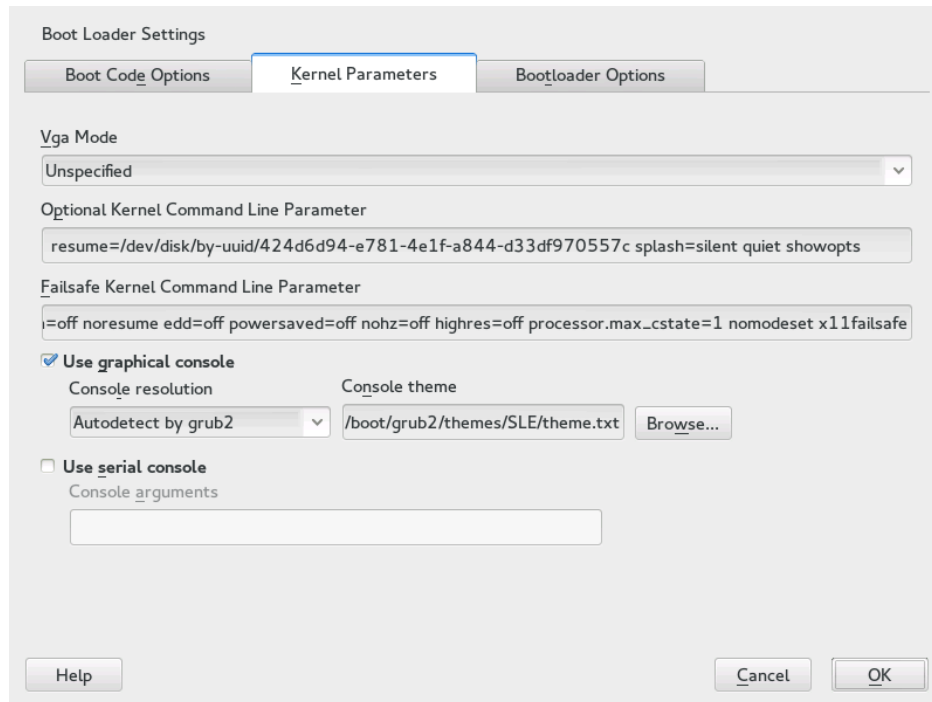 Boot Loader Settings
Boot Code Options Kernel Parameters Bootloader Options
Vga Mode
Unspecified
Optional Kernel Command Line Parameter
resume=/dev/disk/by-uuid/424d6d94-e781-4e1f-a844-d33df970557c splash=silent quiet showopts
Failsafe Kernel Command Line Parameter
=off noresume edd=off powersaved=off nohz=off highres=off processor.max_cstate=1 nomodeset x11failsafe
Use graphical console
Console resolution Console theme
Autodetect by grub2 /boot/grub2/themes/SLE/theme.txt Browse...
Use serial console
Console arguments
Help Cancel OK